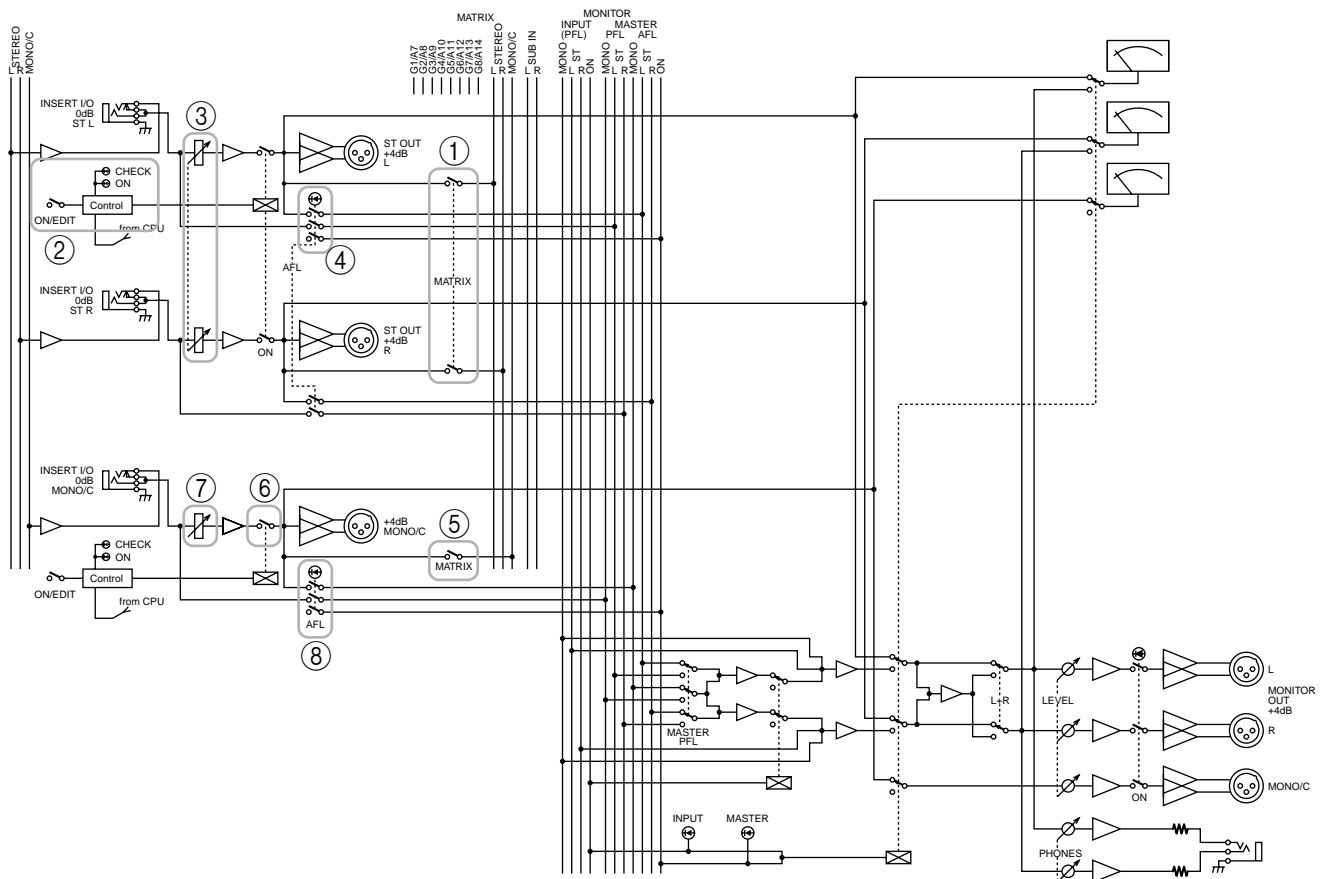 MATRIX
MONITOR
INPUT
(PFL)
MASTER
PFL
AFL
STEREO
L R
MONO/C
G1/A7
G2/A8
G3/A9
G4/A10
G5/A11
G6/A12
G7/A13
G8/A14
STEREO
L R
MONO/C
SUB IN
L R
MONO
L ST R
ON
MONO
L ST R
MONO
L ST R
ON
INSERT I/O
0dB
ST L
③
ST OUT
+4dB
L
①
CHECK
ON
Control
ON/EDIT
from CPU
②
④
AFL
MATRIX
INSERT I/O
0dB
ST R
ON
ST OUT
+4dB
R
INSERT I/O
0dB
MONO/C
⑦
⑥
+4dB
MONO/C
⑤
MATRIX
CHECK
ON
Control
ON/EDIT
from CPU
AFL
⑧
MASTER
PFL
L+R
LEVEL
L
MONITOR
OUT
+4dB
R
ON
MONO/C
INPUT
MASTER
PHONES